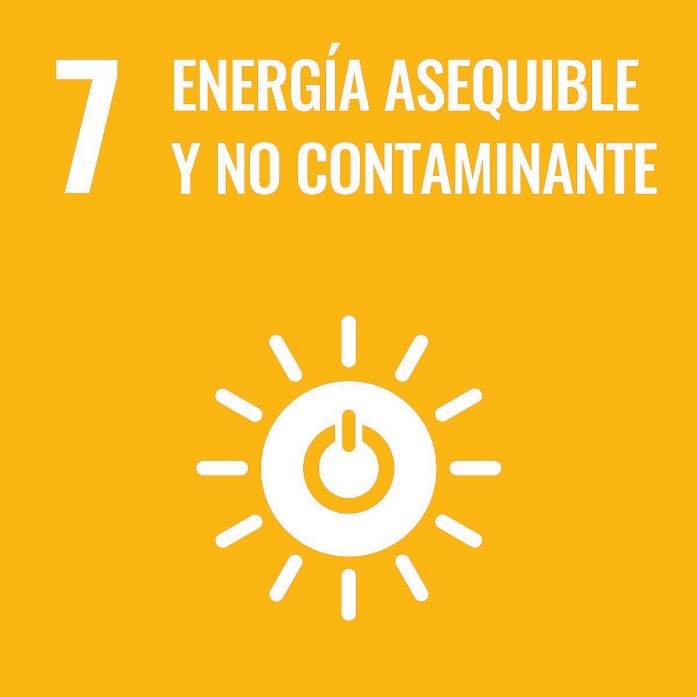 7
ENERGÍA ASEQUIBLE
Y NO CONTAMINANTE